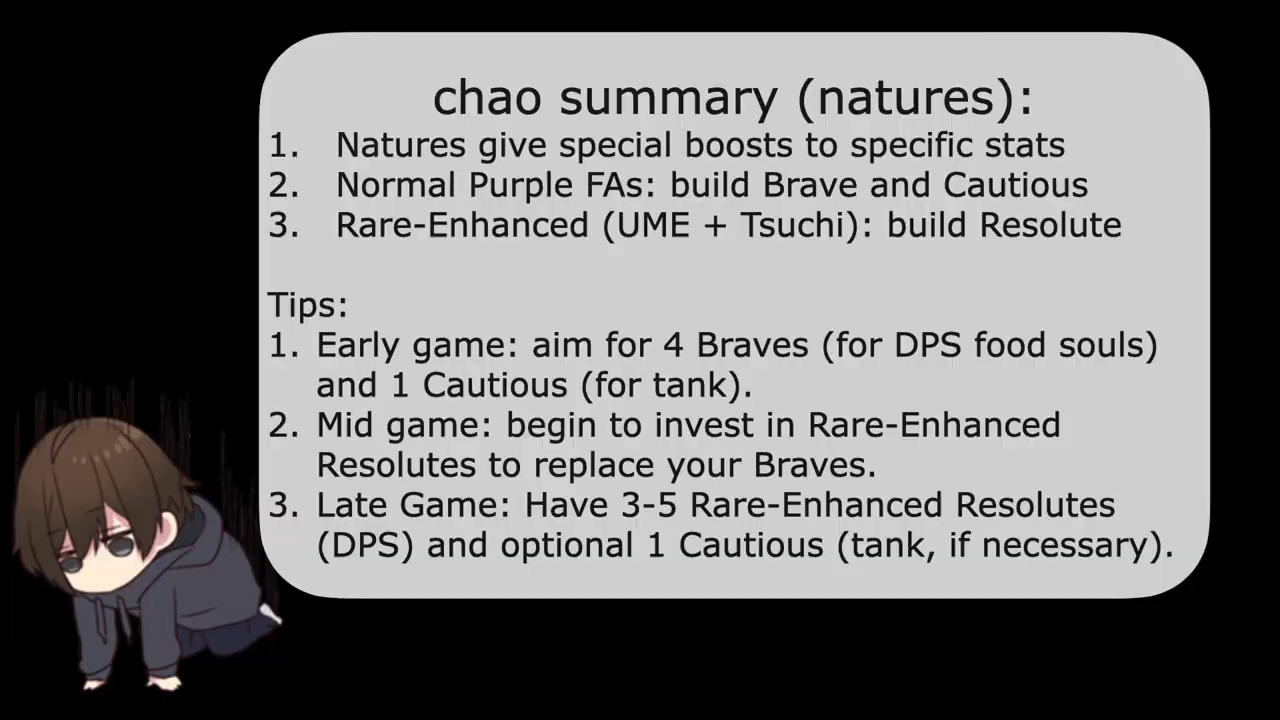 chao summary (natures):
1. Natures give special boosts to specific stats
2. Normal Purple FAs: build Brave and Cautious
3. Rare-Enhanced (UME + Tsuchi): build Resolute
Tips:
1. Early game: aim for 4 Braves (for DPS food souls)
and 1 Cautious (for tank).
2. Mid game: begin to invest in Rare-Enhanced
Resolutes to replace your Braves.
3. Late Game: Have 3-5 Rare-Enhanced Resolutes
(DPS) and optional 1 Cautious (tank, if necessary).